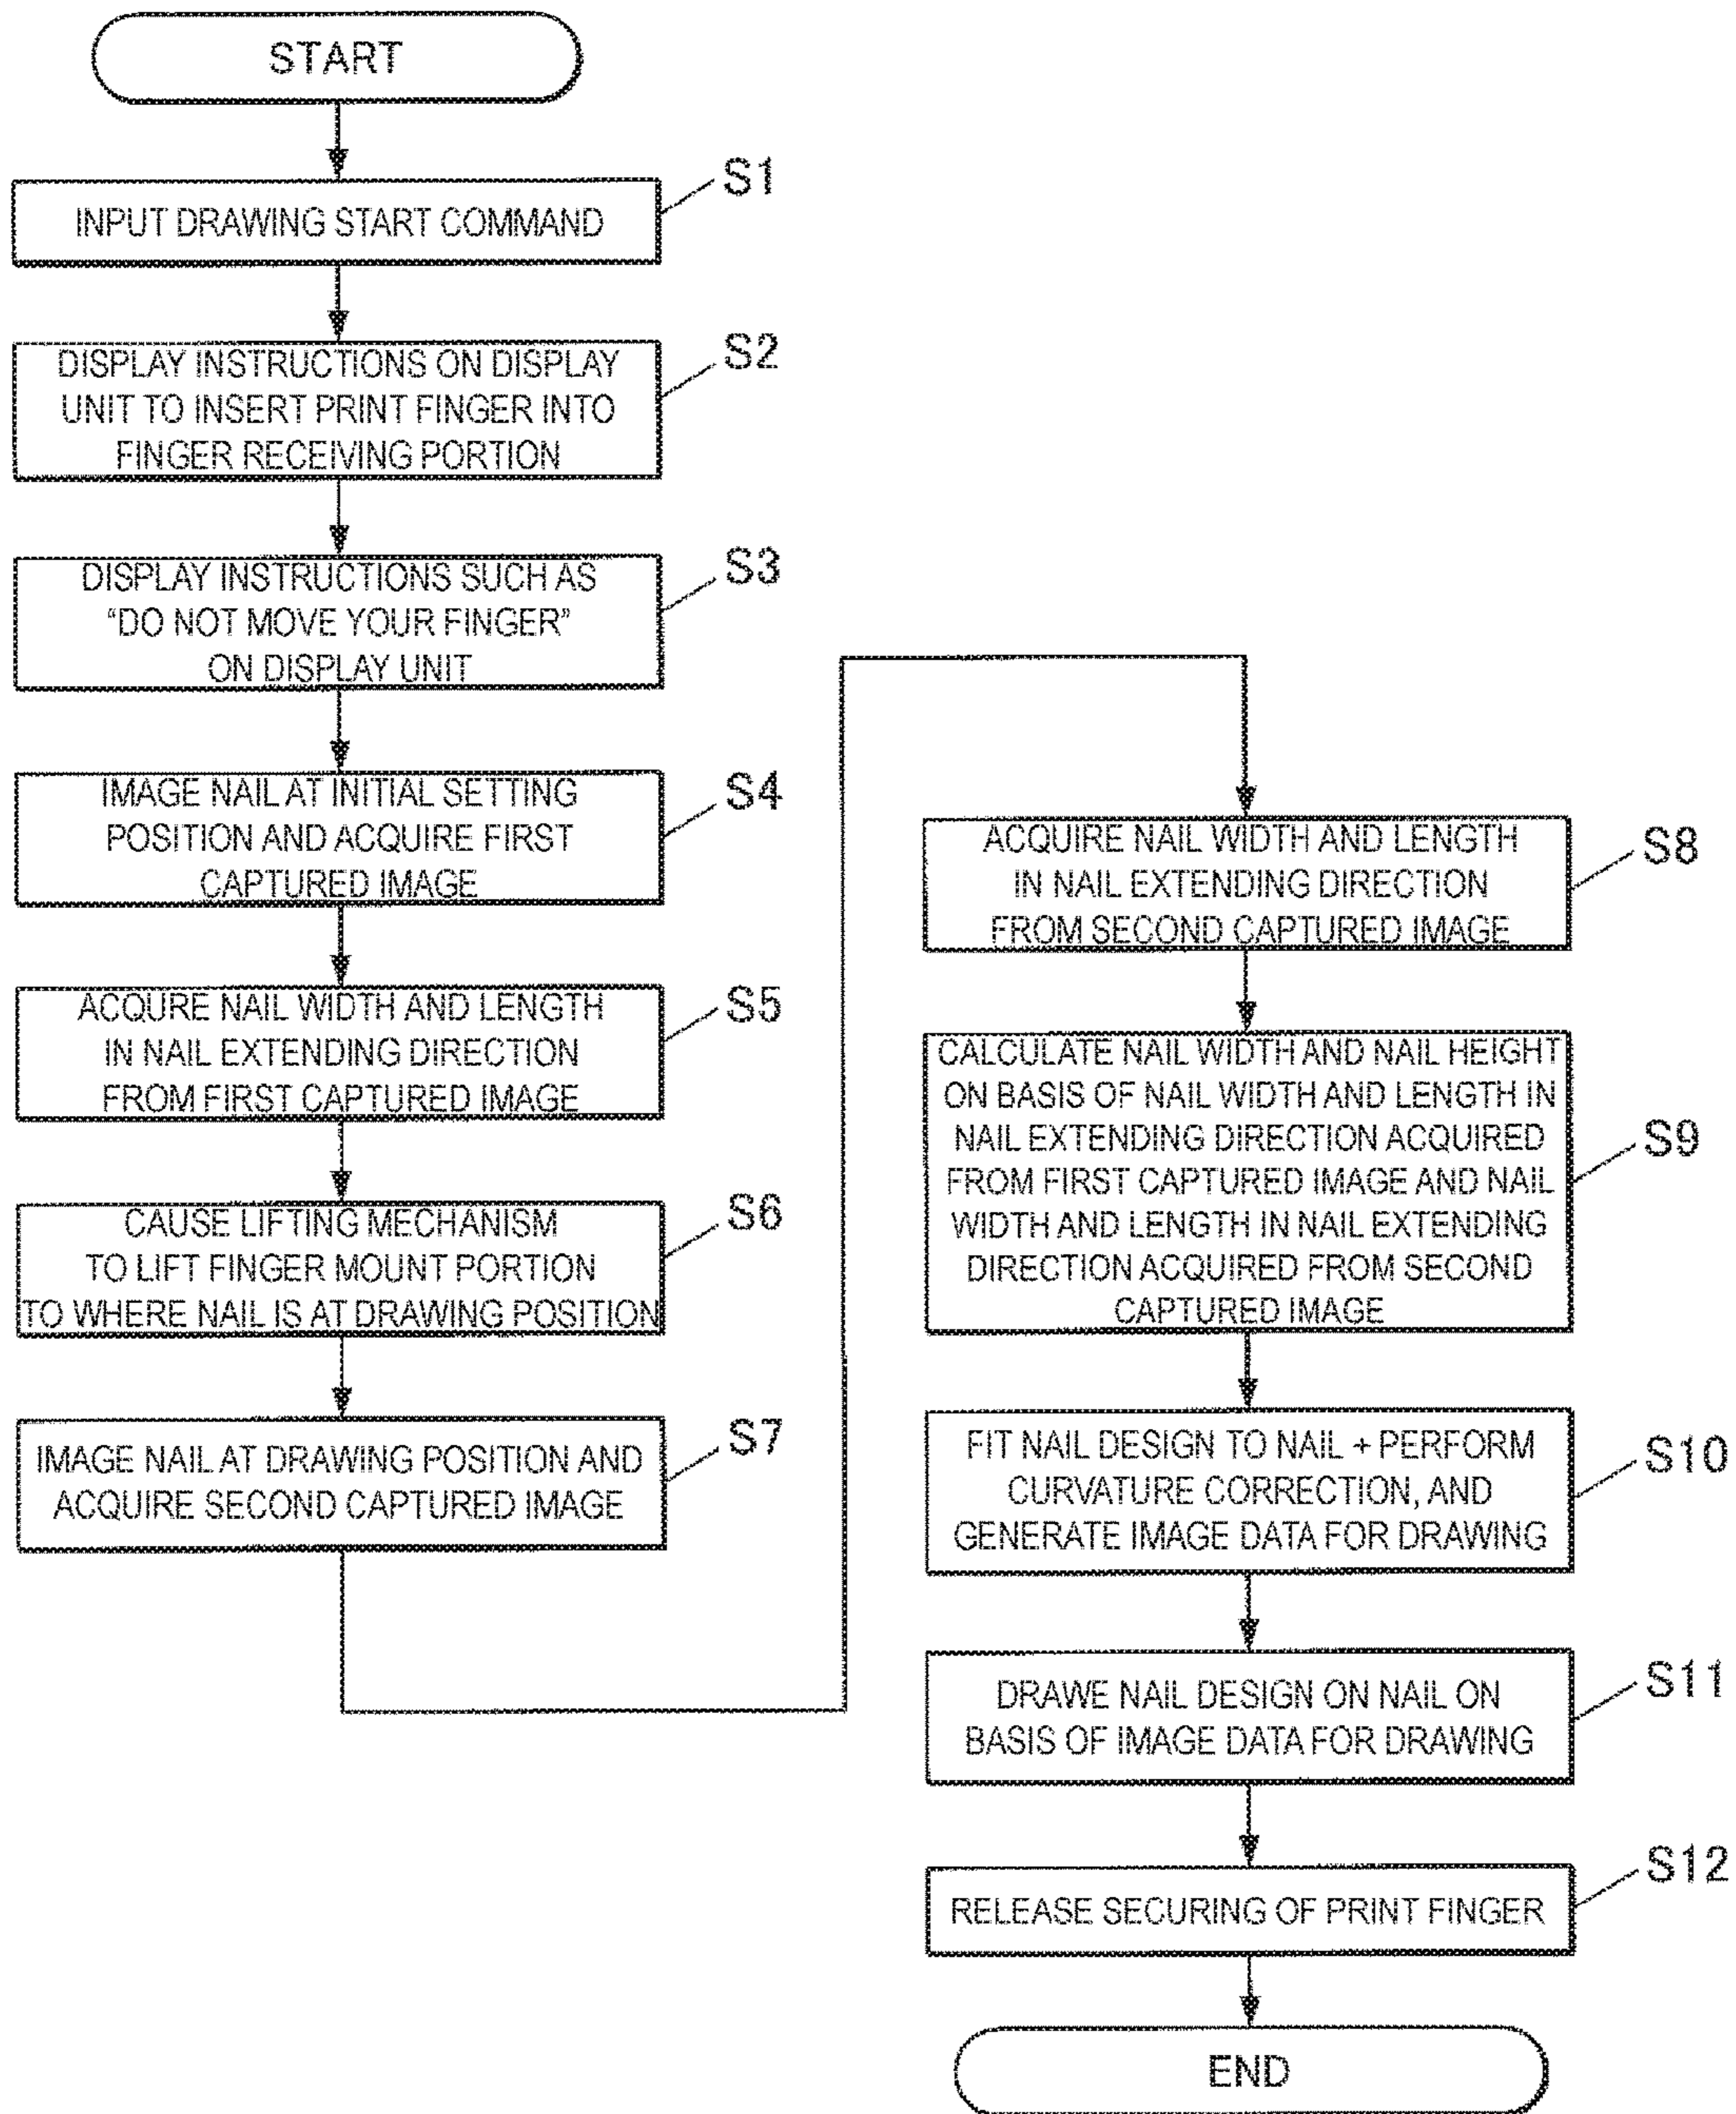 START
S1
INPUT DRAWING START COMMAND
S2
DISPLAY INSTRUCTIONS ON DISPLAY
UNIT TO INSERT PRINT FINGER INTO
FINGER RECEIVING PORTION
S3
DISPLAY INSTRUCTIONS SUCH AS
“DO NOT MOVE YOUR FINGER”
ON DISPLAY UNIT
S4
IMAGE NAIL AT INITIAL SETTING
POSITION AND ACQUIRE FIRST
CAPTURED IMAGE
S5
ACQURE NAIL WIDTH AND LENGTH
IN NAIL EXTENDING DIRECTION
FROM FIRST CAPTURED IMAGE
S6
CAUSE LIFTING MECHANISM
TO LIFT FINGER MOUNT PORTION
TO WHERE NAIL IS AT DRAWING POSITION
S7
IMAGE NAIL AT DRAWING POSITION AND
ACQUIRE SECOND CAPTURED IMAGE
S8
ACQUIRE NAIL WIDTH AND LENGTH
IN NAIL EXTENDING DIRECTION
FROM SECOND CAPTURED IMAGE
S9
CALCULATE NAIL WIDTH AND NAIL HEIGHT
ON BASIS OF NAIL WIDTH AND LENGTH IN
NAIL EXTENDING DIRECTION ACQUIRED
FROM FIRST CAPTURED IMAGE AND NAIL
WIDTH AND LENGTH IN NAIL EXTENDING
DIRECTION ACQUIRED FROM SECOND
CAPTURED IMAGE
S10
FIT NAIL DESIGN TO NAIL + PERFORM
CURVATURE CORRECTION, AND
GENERATE IMAGE DATA FOR DRAWING
S11
DRAWE NAIL DESIGN ON NAIL ON
BASIS OF IMAGE DATA FOR DRAWING
S12
RELEASE SECURING OF PRINT FINGER
END